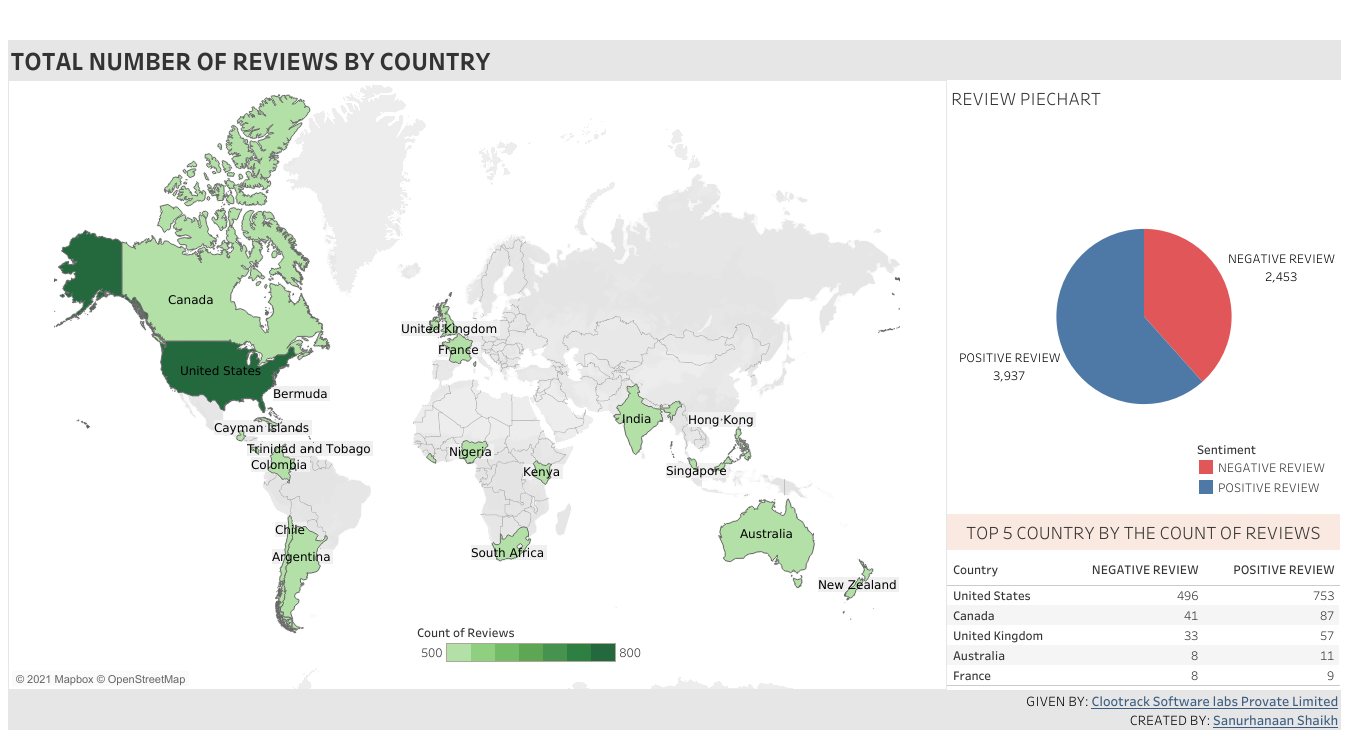 TOTAL NUMBER OF REVIEWS BY COUNTRY
Canada
United Kingdom
France
United States
Bermuda
Cayman Islands
Trinidad and Tobago
Colombia
Nigeria
Kenya
India
Hong Kong
Singapore
Chile
Argentina
South Africa
Australia
New Zealand
Count of Reviews
500 800
© 2021 Mapbox © OpenStreetMap
REVIEW PIECHART
NEGATIVE REVIEW
2,453
POSITIVE REVIEW
3,937
Sentiment
NEGATIVE REVIEW
POSITIVE REVIEW
TOP 5 COUNTRY BY THE COUNT OF REVIEWS
Country NEGATIVE REVIEW POSITIVE REVIEW
United States 496 753
Canada 41 87
United Kingdom 33 57
Australia 8 11
France 8 9
GIVEN BY: Clootrack Software labs Provate Limited
CREATED BY: Sanurhanaan Shaikh